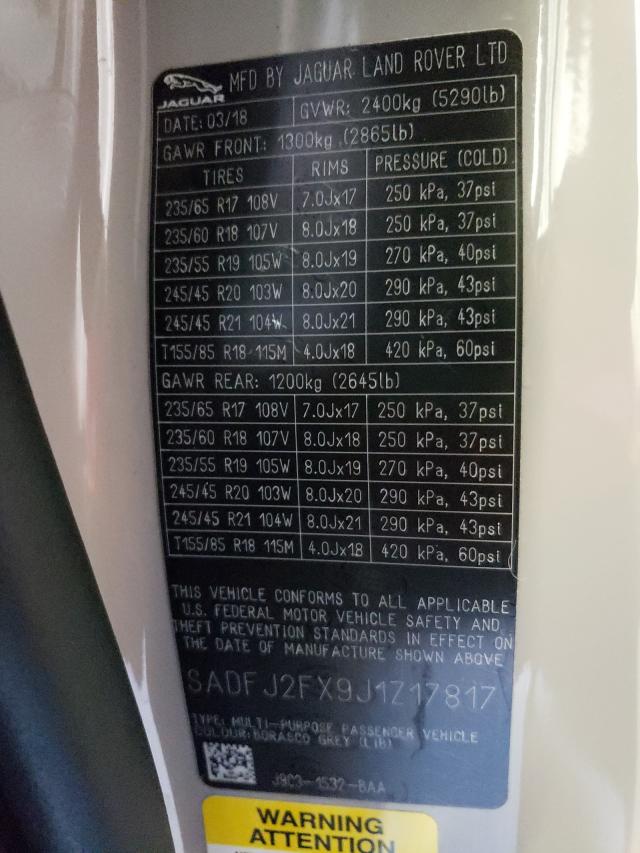 JAGUAR MFD BY JAGUAR LAND ROVER LTD
DATE: 03/18 GVWR: 2400kg (5290lb)
GAWR FRONT: 1300kg (2865lb)
TIRES RIMS PRESSURE (COLD)
235/65 R17 108V 7.0Jx17 250 kPa, 37psi
235/60 R18 107V 8.0Jx18 250 kPa, 37psi
235/55 R19 105W 8.0Jx19 270 kPa, 40psi
245/45 R20 103W 8.0Jx20 290 kPa, 43psi
245/45 R21 104W 8.0Jx21 290 kPa, 43psi
T155/85 R18 115M 4.0Jx18 420 kPa, 60psi
GAWR REAR: 1200kg (2645lb)
235/65 R17 108V 7.0Jx17 250 kPa, 37psi
235/60 R18 107V 8.0Jx18 250 kPa, 37psi
235/55 R19 105W 8.0Jx19 270 kPa, 40psi
245/45 R20 103W 8.0Jx20 290 kPa, 43psi
245/45 R21 104W 8.0Jx21 290 kPa, 43psi
T155/85 R18 115M 4.0Jx18 420 kPa, 60psi
THIS VEHICLE CONFORMS TO ALL APPLICABLE
U.S. FEDERAL MOTOR VEHICLE SAFETY AND
THEFT PREVENTION STANDARDS IN EFFECT ON
THE DATE OF MANUFACTURE SHOWN ABOVE
SADFJ2FX9J1Z17817
TYPE: MULTI-PURPOSE PASSENGER VEHICLE
COLOUR: BORASCO GREY (LIB)
J9C3-1532-BAA
WARNING
ATTENTION